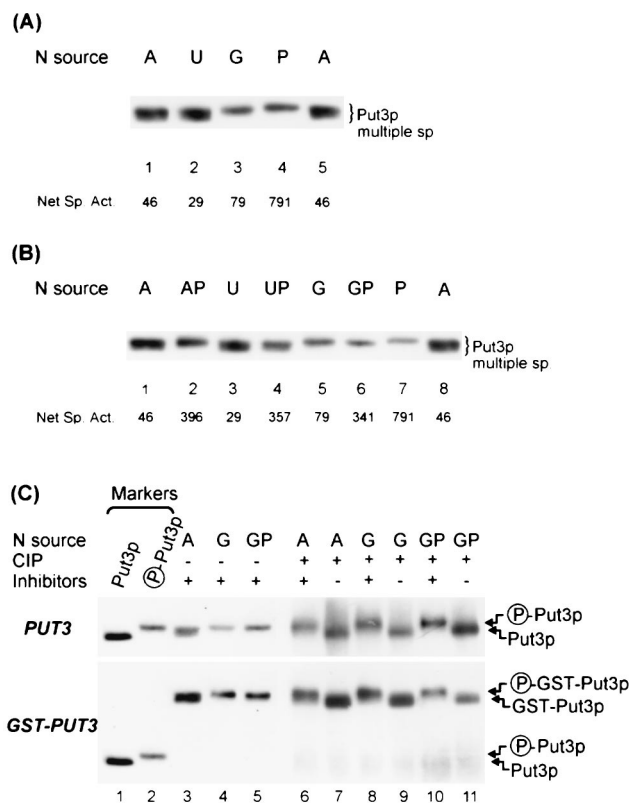 (A)
N source A U G P A
Put3p
multiple sp
1 2 3 4 5
Net Sp. Act. 46 29 79 791 46
(B)
N source A AP U UP G GP P A
Put3p
multiple sp
1 2 3 4 5 6 7 8
Net Sp. Act. 46 396 29 357 79 341 791 46
(C)
Markers
Put3p Ⓟ-Put3p
N source A G GP A A G G GP GP
CIP - - - + + + + + +
Inhibitors + + + + - + - + -
PUT3
Ⓟ-Put3p
Put3p
GST-PUT3
Ⓟ-GST-Put3p
GST-Put3p
Ⓟ-Put3p
Put3p
1 2 3 4 5 6 7 8 9 10 11